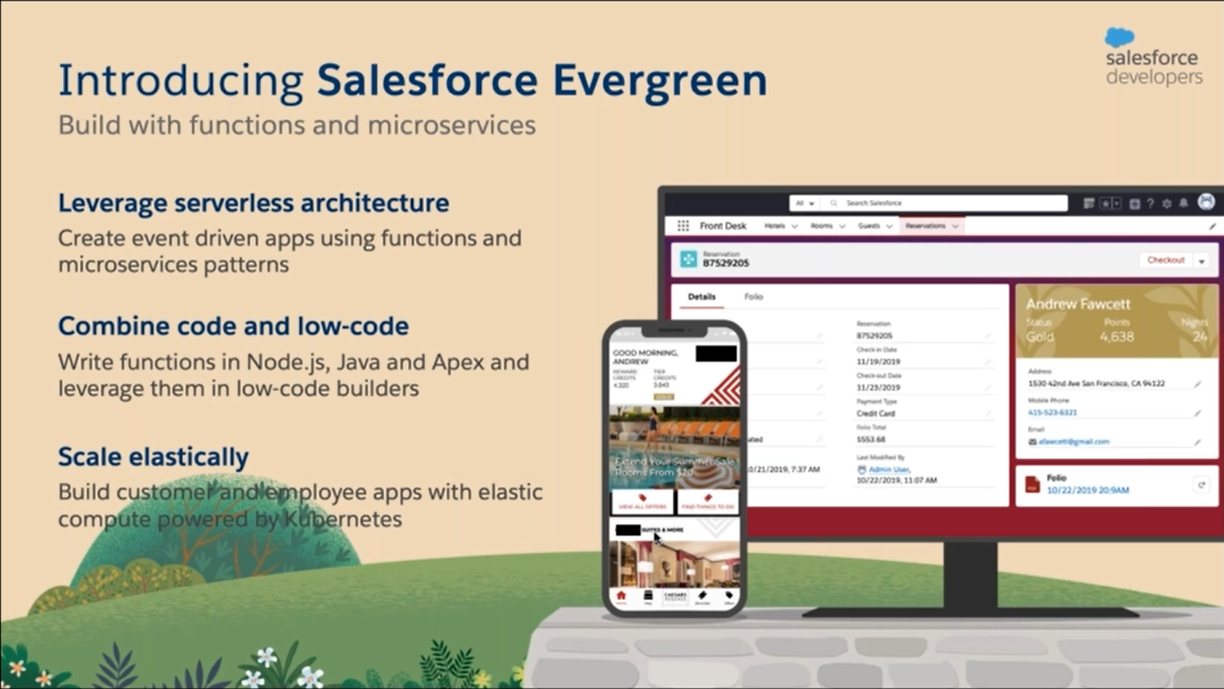 Introducing Salesforce Evergreen
Build with functions and microservices
salesforce
developers
Leverage serverless architecture
Create event driven apps using functions and
microservices patterns
Combine code and low-code
Write functions in Node.js, Java and Apex and
leverage them in low-code builders
Scale elastically
Build customer and employee apps with elastic
compute powered by Kubernetes
All
Search Salesforce
Front Desk Hotels Rooms Guests Reservations
Reservation
87529205
Checkout
Details Folio
Reservation
87529205
Check-in Date
11/19/2019
Check-out Date
11/23/2019
Payment Type
Credit Card
Folio Total
$553.68
Last Modified By
Admin User,
10/22/2019, 11:07 AM
ated
10/21/2019, 7:37 AM
Andrew Fawcett
Status Points Nights
Gold 4,638 24
Address
1530 42nd Ave San Francisco, CA 94122
Mobile Phone
415-523-6321
Email
afawcett@gmail.com
Folio
10/22/2019 20:9AM
GOOD MORNING,
ANDREW
REWARD TIER
CREDITS CREDITS
4,320 3,840
GOLD
Extend Your Summer Sale
Rooms From $20
VIEW ALL OFFERS FIND THINGS TO DO
SUITES & MORE
CAESARS